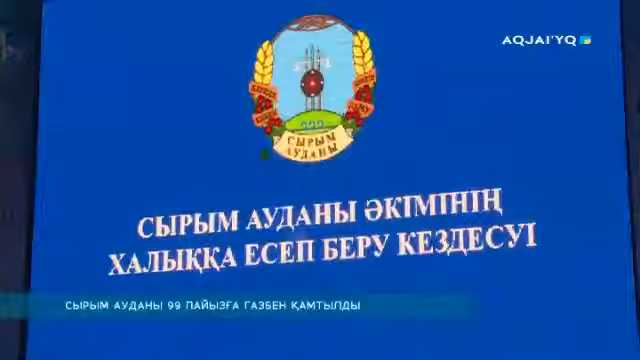 AQJAI'YQ
СЫРЫМ
АУДАНЫ
СЫРЫМ АУДАНЫ ӘКІМІНІҢ
ХАЛЫҚҚА ЕСЕП БЕРУ КЕЗДЕСУІ
СЫРЫМ АУДАНЫ 99 ПАЙЫЗҒА ГАЗБЕН ҚАМТЫЛДЫ